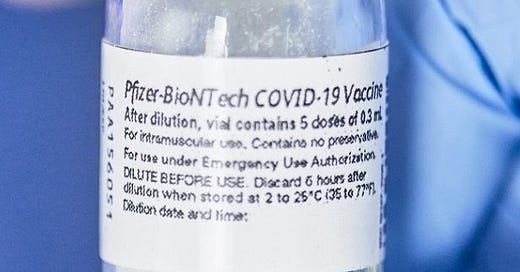 Pfizer-BioNTech COVID-19 Vaccine
After dilution, vial contains 5 doses of 0.3 mL
For intramuscular use. Contains no preservative.
For use under Emergency Use Authorization.
DILUTE BEFORE USE. Discard 6 hours after
dilution when stored at 2 to 25°C (35 to 77°F).
Dilution date and time:
PAA156051